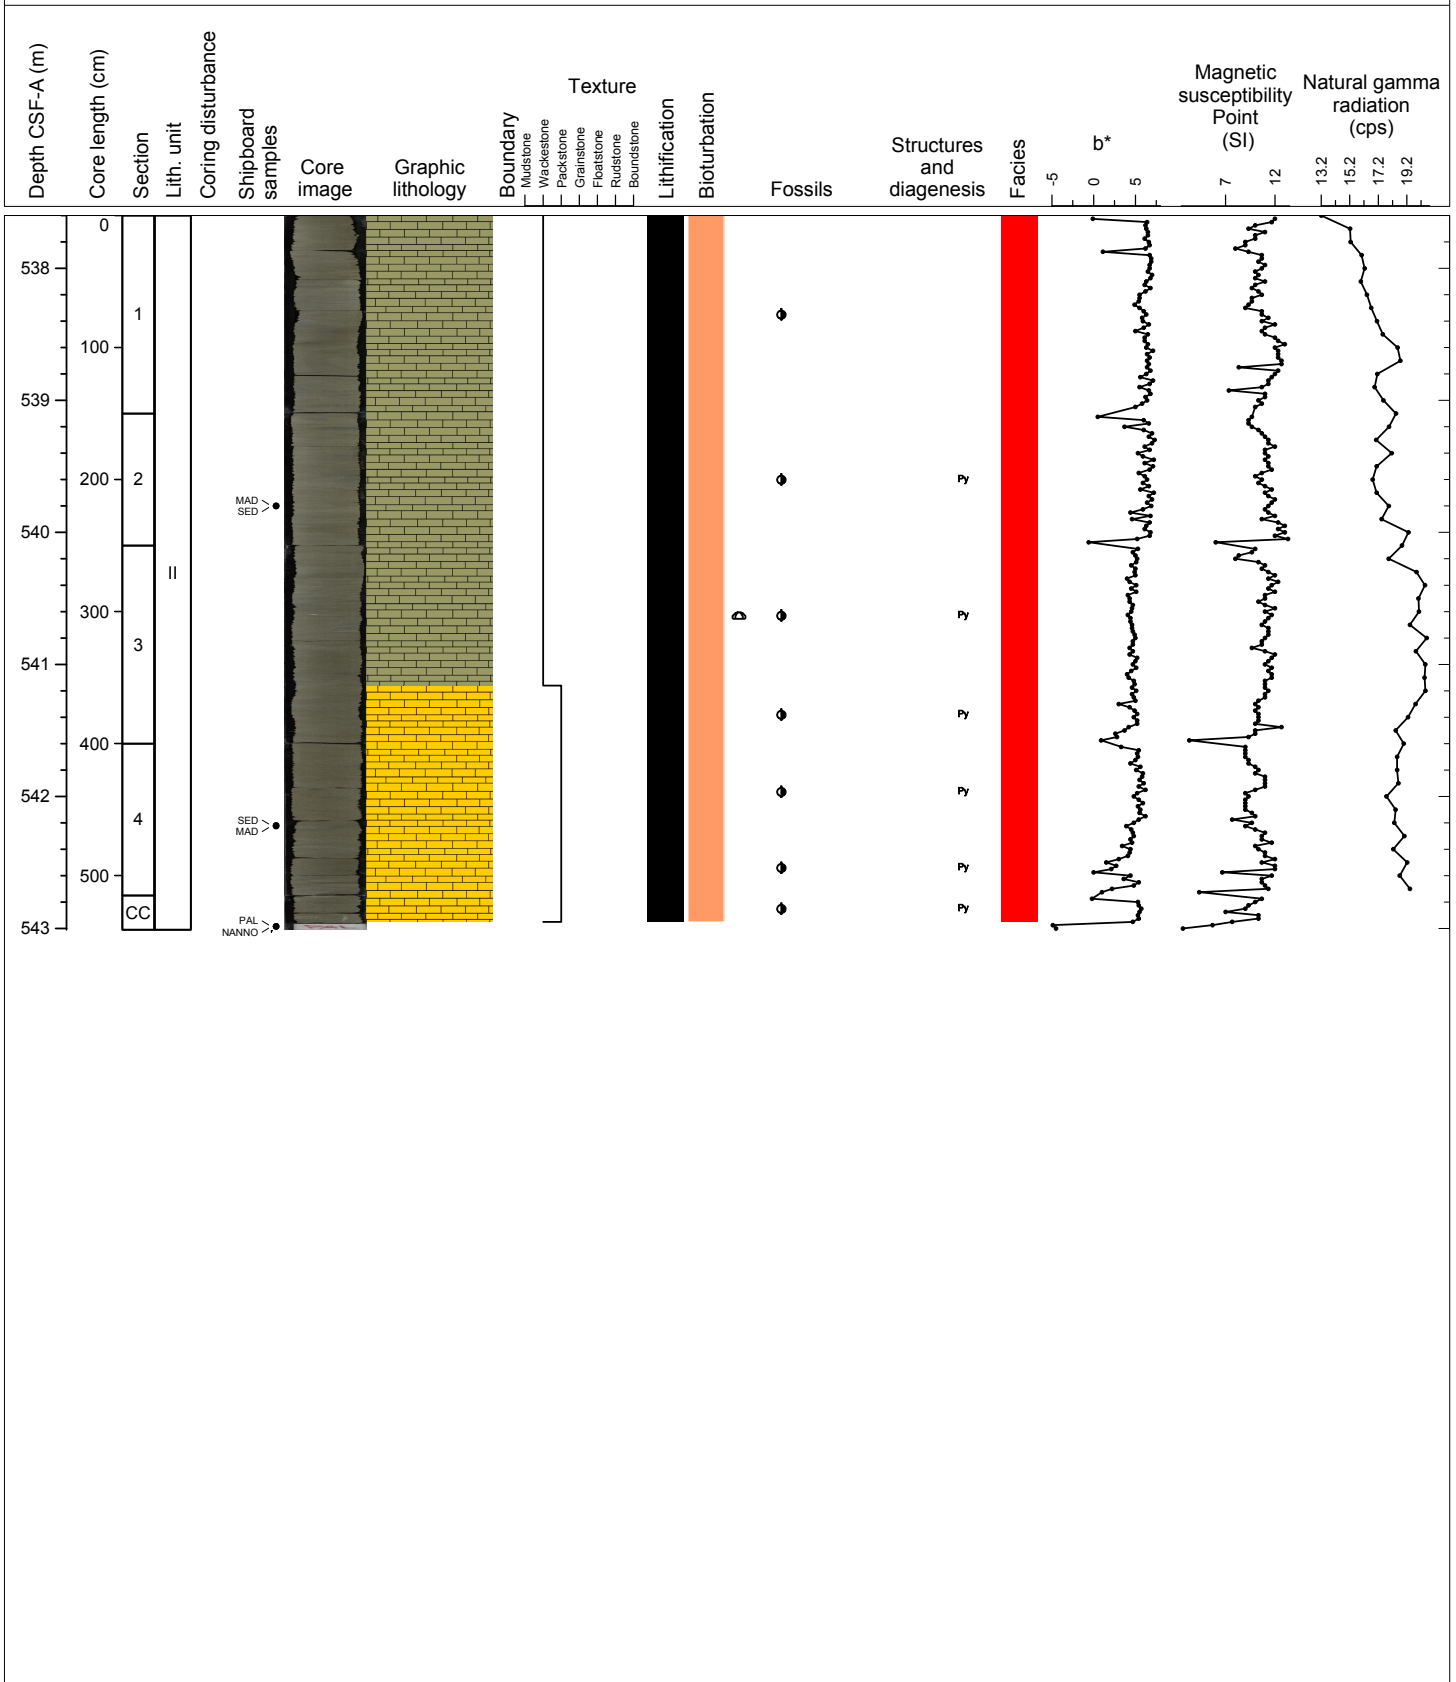 Depth CSF-A (m)
Core length (cm)
Section
Lith. unit
Coring disturbance
Shipboard
samples
Core
image
Graphic
lithology
Boundary
Texture
Mudstone
Wackestone
Packstone
Grainstone
Floatstone
Rudstone
Boundstone
Lithification
Bioturbation
Fossils
Structures
and
diagenesis
Facies
b*
-5
0
5
Magnetic
susceptibility
Point
(SI)
7
12
Natural gamma
radiation
(cps)
13.2
15.2
17.2
19.2
538
539
540
541
542
543
0
100
200
300
400
500
1
2
3
4
CC
II
MAD
SED
SED
MAD
PAL
NANNO
Py
Py
Py
Py
Py
Py
PAL